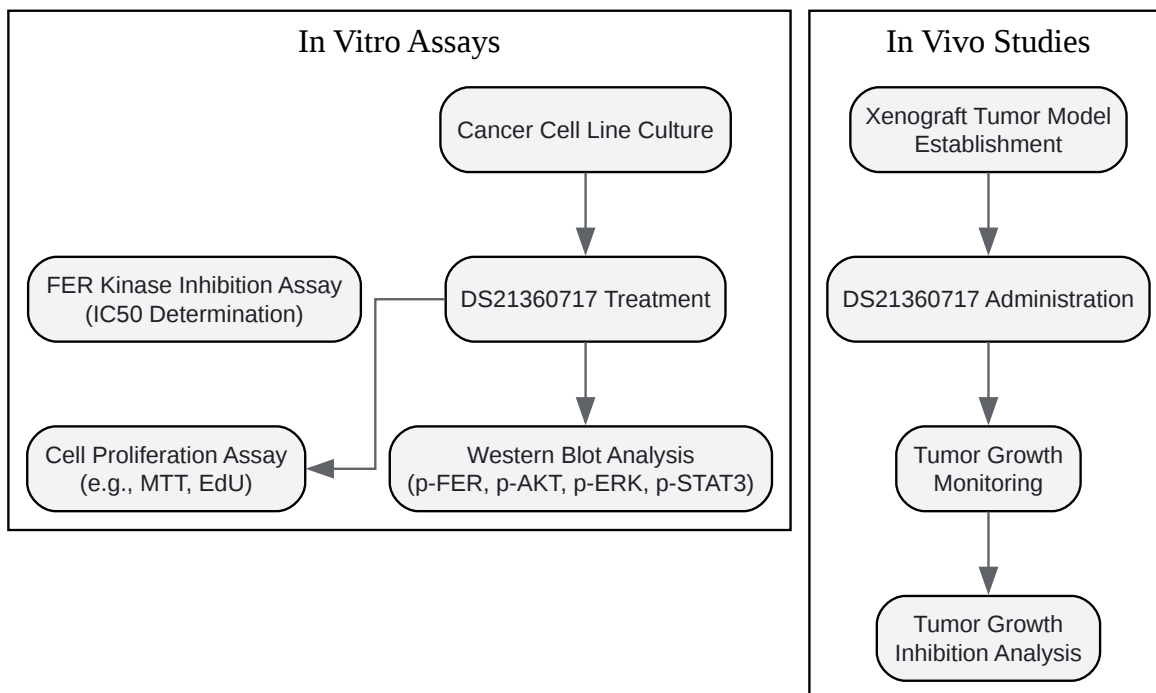 In Vitro Assays
Cancer Cell Line Culture
FER Kinase Inhibition Assay
(IC50 Determination)
DS21360717 Treatment
Cell Proliferation Assay
(e.g., MTT, EdU)
Western Blot Analysis
(p-FER, p-AKT, p-ERK, p-STAT3)
In Vivo Studies
Xenograft Tumor Model
Establishment
DS21360717 Administration
Tumor Growth
Monitoring
Tumor Growth
Inhibition Analysis